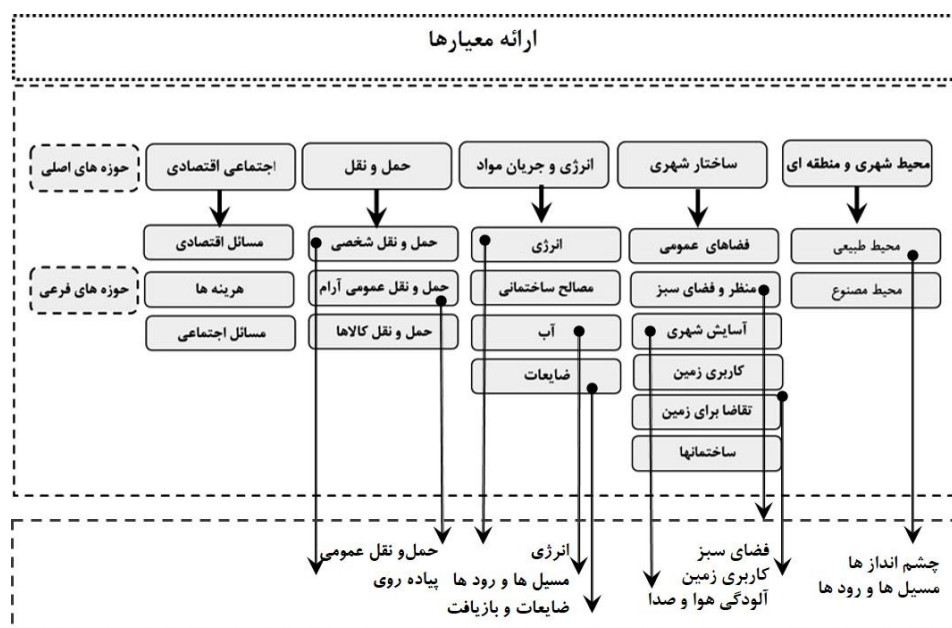 ارائه معیارها
محیط شهری و منطقه ای
ساختار شهری
انرژی و جریان مواد
حمل و نقل
اجتماعی اقتصادی
حوزه های اصلی
محیط طبیعی
محیط مصنوع
فضاهای عمومی
منظر و فضای سبز
آسایش شهری
کاربری زمین
تقاضا برای زمین
ساختمانها
انرژی
مصالح ساختمانی
آب
ضایعات
حمل و نقل شخصی
حمل و نقل عمومی آرام
حمل و نقل کالاها
مسائل اقتصادی
هرینه ها
مسائل اجتماعی
حوزه های فرعی
چشم انداز ها
مسیل ها و رود ها
فضای سبز
کاربری زمین
آلودگی هوا و صدا
انرژی
مسیل ها و رود ها
ضایعات و بازیافت
حمل‌و نقل عمومی
پیاده روی